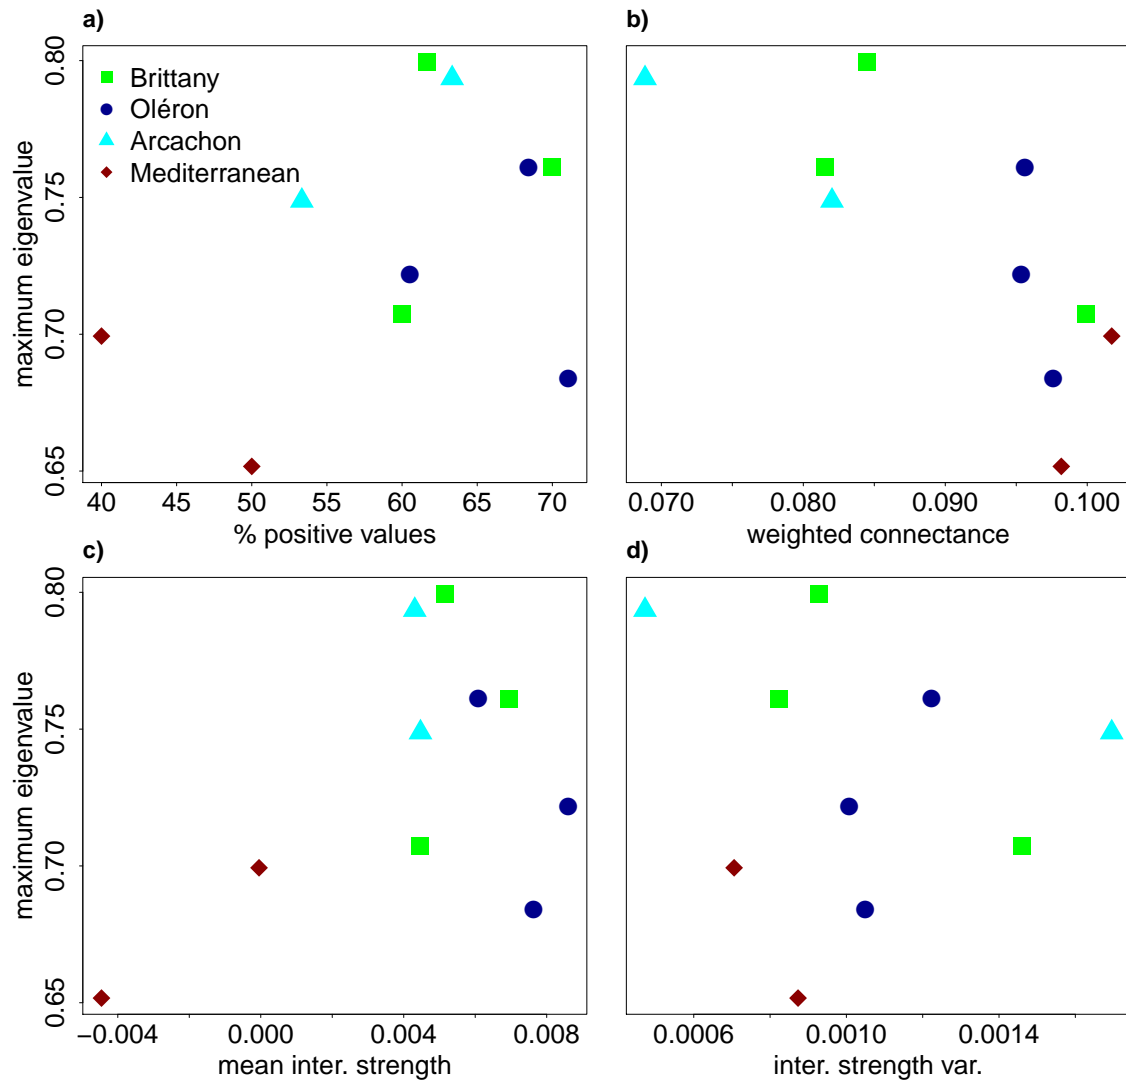 a)
b)
maximum eigenvalue
0.80
0.75
0.70
0.65
Brittany
Oléron
Arcachon
Mediterranean
40 45 50 55 60 65 70
% positive values
0.070 0.080 0.090 0.100
weighted connectance
c)
d)
maximum eigenvalue
0.80
0.75
0.70
0.65
−0.004 0.000 0.004 0.008
mean inter. strength
0.0006 0.0010 0.0014
inter. strength var.